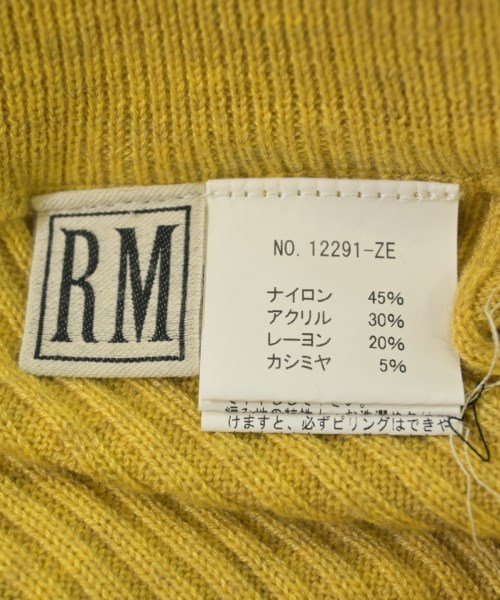 RM
NO. 12291-ZE
ナイロン 45%
アクリル 30%
レーヨン 20%
カシミヤ 5%
けますと、必ずピリングはできや